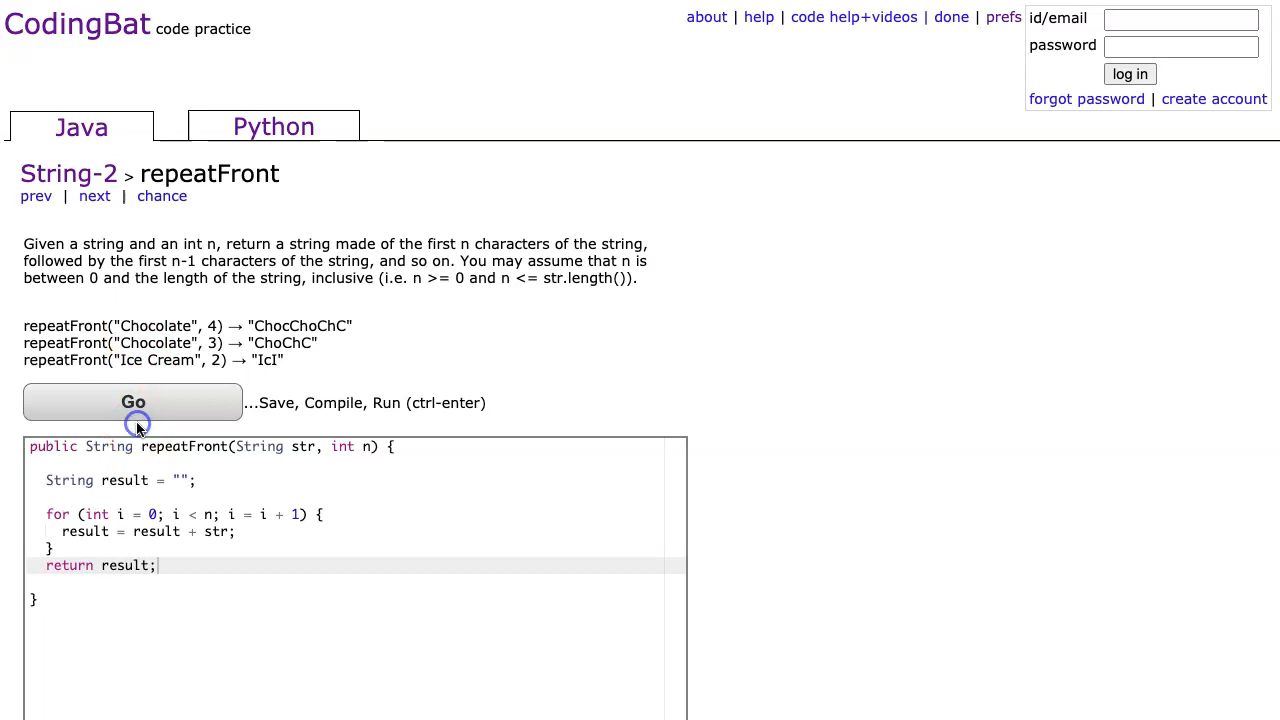 CodingBat code practice
about | help | code help+videos | done | prefs
id/email
password
log in
forgot password | create account
Java
Python
String-2 > repeatFront
prev | next | chance
Given a string and an int n, return a string made of the first n characters of the string,
followed by the first n-1 characters of the string, and so on. You may assume that n is
between 0 and the length of the string, inclusive (i.e. n >= 0 and n <= str.length()).
repeatFront("Chocolate", 4) → "ChocChoChC"
repeatFront("Chocolate", 3) → "ChoChC"
repeatFront("Ice Cream", 2) → "IcI"
Go ...Save, Compile, Run (ctrl-enter)
public String repeatFront(String str, int n) {
String result = "";
for (int i = 0; i < n; i = i + 1) {
result = result + str;
}
return result;
}